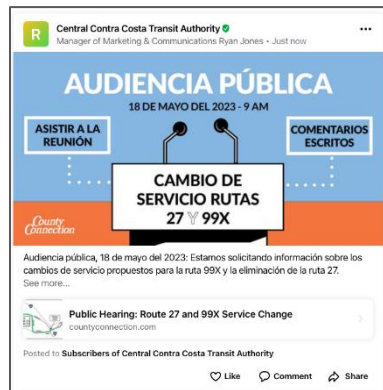 R
Central Contra Costa Transit Authority
Manager of Marketing & Communications Ryan Jones • Just now
AUDIENCIA PÚBLICA
18 DE MAYO DEL 2023 - 9 AM
ASISTIR A LA
REUNIÓN
COMENTARIOS
ESCRITOS
CAMBIO DE
SERVICIO RUTAS
27 Y 99X
County
Connection
Audiencia pública, 18 de mayo del 2023: Estamos solicitando información sobre los
cambios de servicio propuestos para la ruta 99X y la eliminación de la ruta 27.
See more...
Public Hearing: Route 27 and 99X Service Change
countyconnection.com
Posted to Subscribers of Central Contra Costa Transit Authority
Like Comment Share